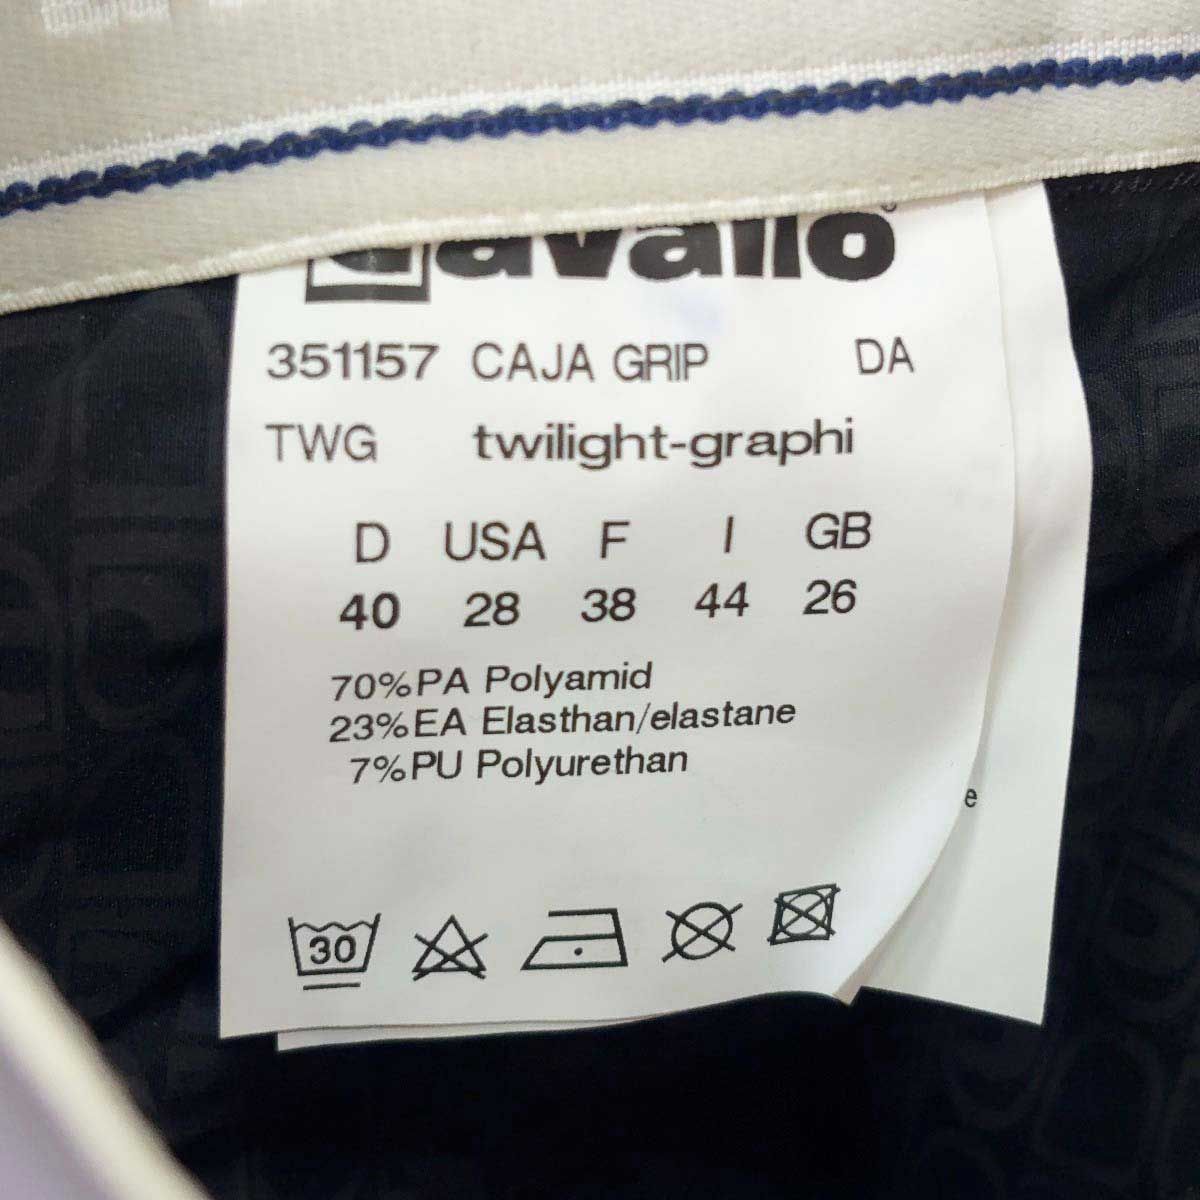 cavallo
351157 CAJA GRIP DA
TWG twilight-graphi
D USA F I GB
40 28 38 44 26
70%PA Polyamid
23%EA Elasthan/elastane
7%PU Polyurethan
e
30